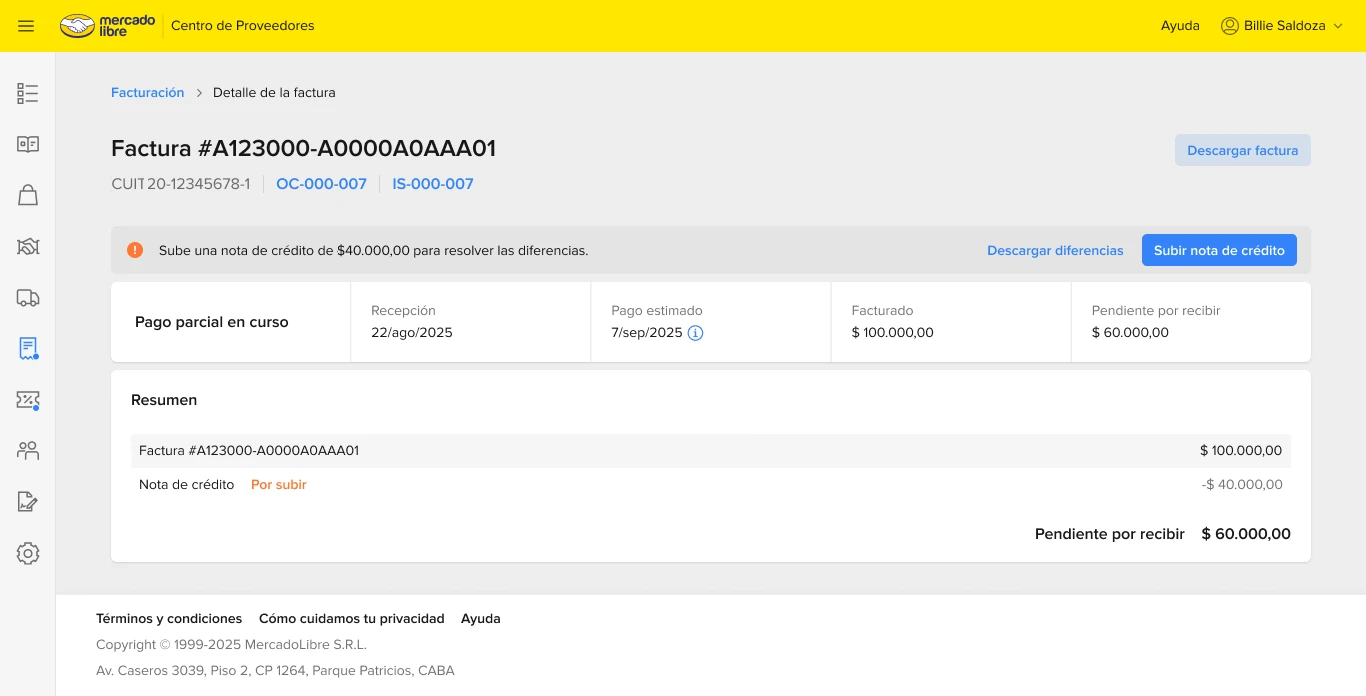 mercado libre
Centro de Proveedores
Ayuda
Billie Saldoza
Facturación > Detalle de la factura
Factura #A123000-A0000A0AAA01
Descargar factura
CUIT 20-12345678-1 | OC-000-007 | IS-000-007
Sube una nota de crédito de $40.000,00 para resolver las diferencias.
Descargar diferencias
Subir nota de crédito
Pago parcial en curso
Recepción
22/ago/2025
Pago estimado
7/sep/2025
Facturado
$ 100.000,00
Pendiente por recibir
$ 60.000,00
Resumen
Factura #A123000-A0000A0AAA01 $ 100.000,00
Nota de crédito Por subir -$ 40.000,00
Pendiente por recibir $ 60.000,00
Términos y condiciones Cómo cuidamos tu privacidad Ayuda
Copyright © 1999-2025 MercadoLibre S.R.L.
Av. Caseros 3039, Piso 2, CP 1264, Parque Patricios, CABA